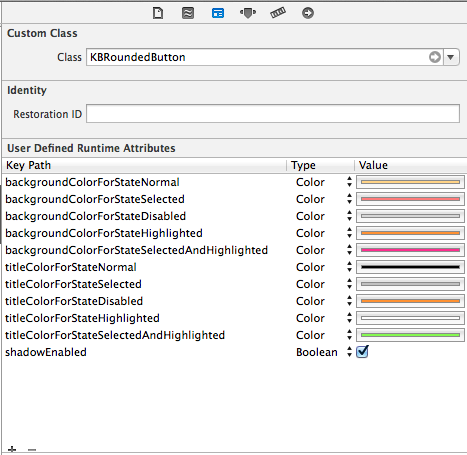 Custom Class
Class KBRoundedButton
Identity
Restoration ID
User Defined Runtime Attributes
Key Path Type Value
backgroundColorForStateNormal Color
backgroundColorForStateSelected Color
backgroundColorForStateDisabled Color
backgroundColorForStateHighlighted Color
backgroundColorForStateSelectedAndHighlighted Color
titleColorForStateNormal Color
titleColorForStateSelected Color
titleColorForStateDisabled Color
titleColorForStateHighlighted Color
titleColorForStateSelectedAndHighlighted Color
shadowEnabled Boolean